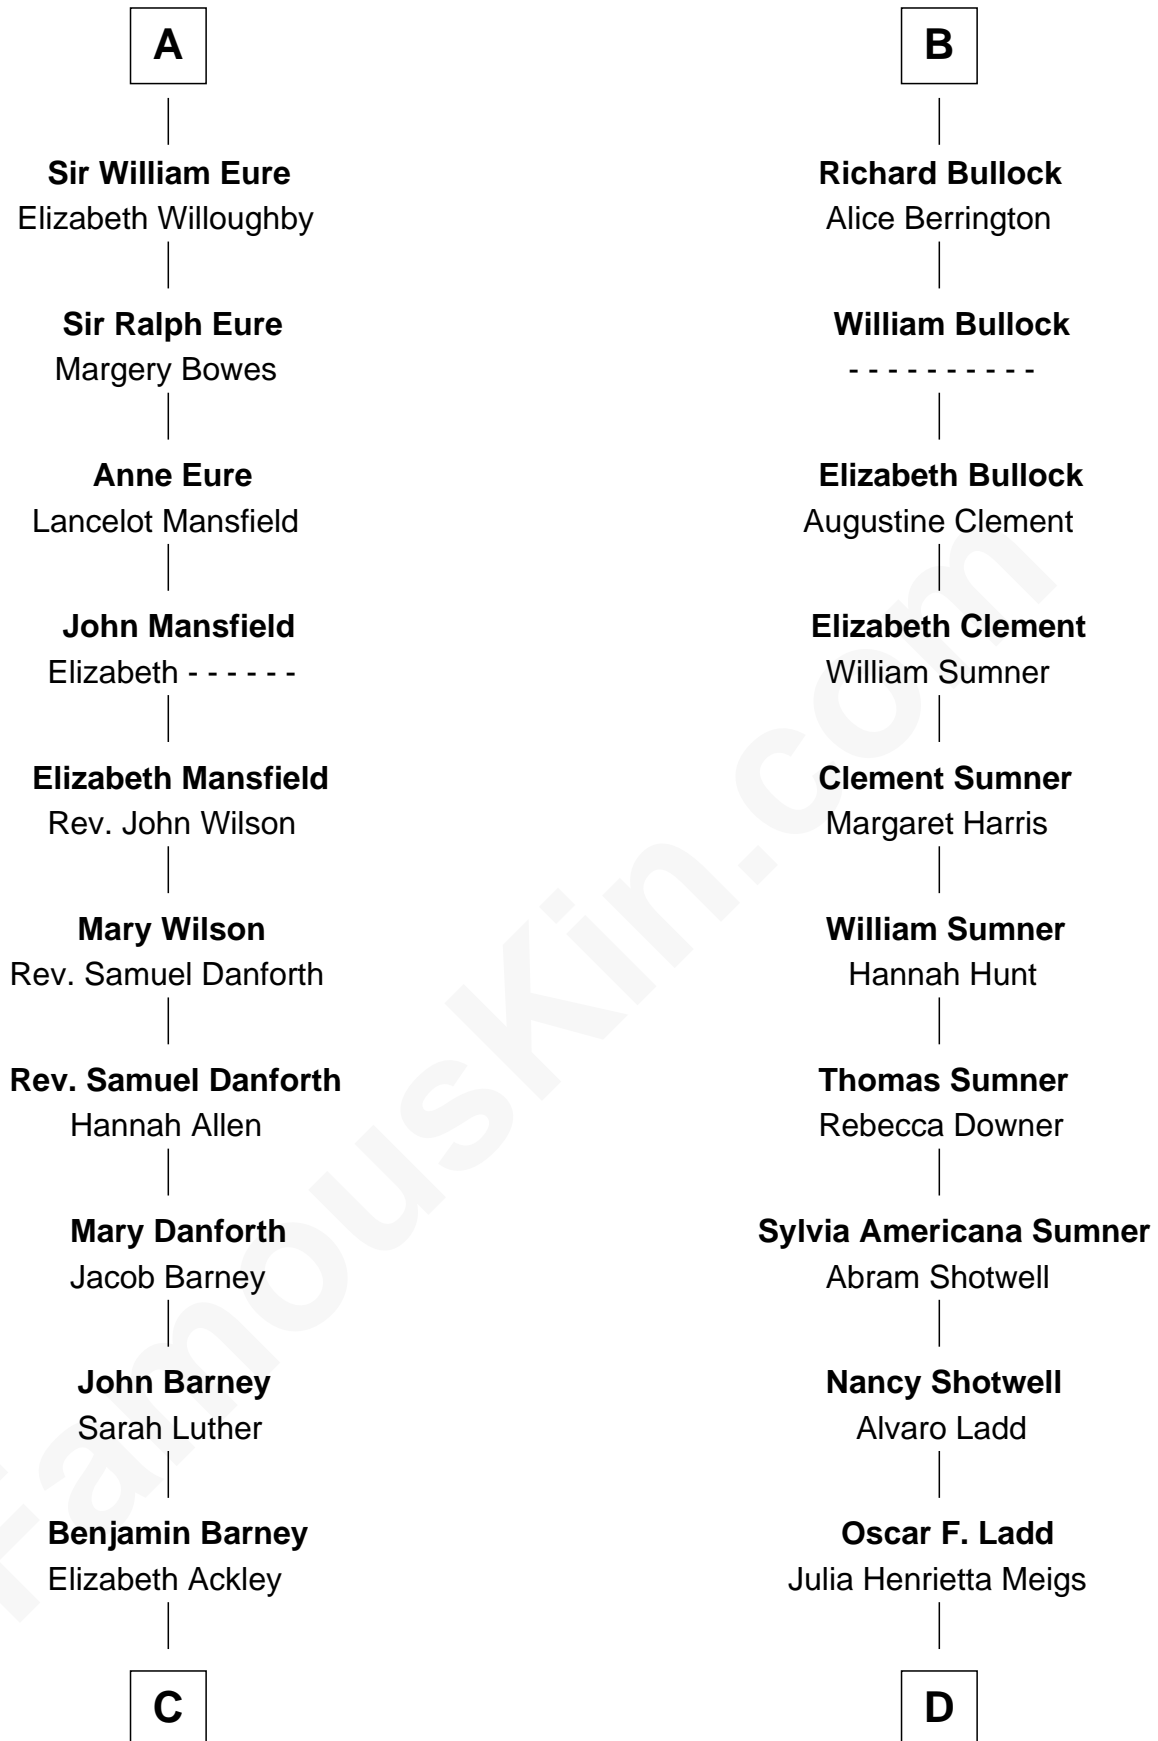 A
Sir William Eure
Elizabeth Willoughby
Sir Ralph Eure
Margery Bowes
Anne Eure
Lancelot Mansfield
John Mansfield
Elizabeth - - - - - -
Elizabeth Mansfield
Rev. John Wilson
Mary Wilson
Rev. Samuel Danforth
Rev. Samuel Danforth
Hannah Allen
Mary Danforth
Jacob Barney
John Barney
Sarah Luther
Benjamin Barney
Elizabeth Ackley
C
B
Richard Bullock
Alice Berrington
William Bullock
- - - - - - - - - -
Elizabeth Bullock
Augustine Clement
Elizabeth Clement
William Sumner
Clement Sumner
Margaret Harris
William Sumner
Hannah Hunt
Thomas Sumner
Rebecca Downer
Sylvia Americana Sumner
Abram Shotwell
Nancy Shotwell
Alvaro Ladd
Oscar F. Ladd
Julia Henrietta Meigs
D
FamousKin.com